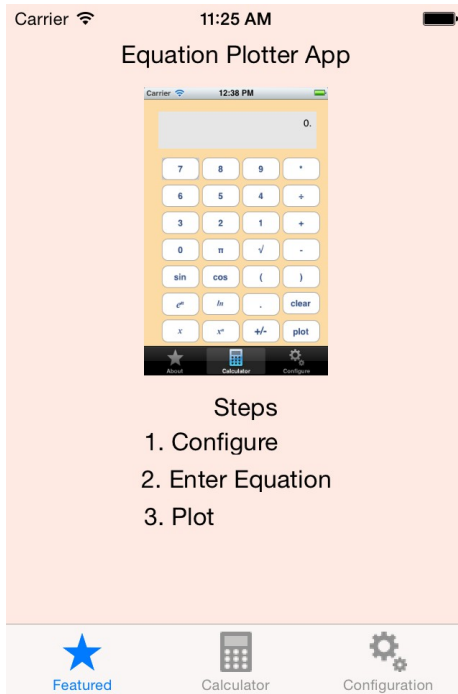 Carrier 11:25 AM
Equation Plotter App
Carrier 12:38 PM
0.
7 8 9 *
6 5 4 ÷
3 2 1 +
0 π √ -
sin cos ( )
eⁿ ln . clear
x xⁿ +/- plot
About Calculator Configure
Steps
1. Configure
2. Enter Equation
3. Plot
Featured Calculator Configuration